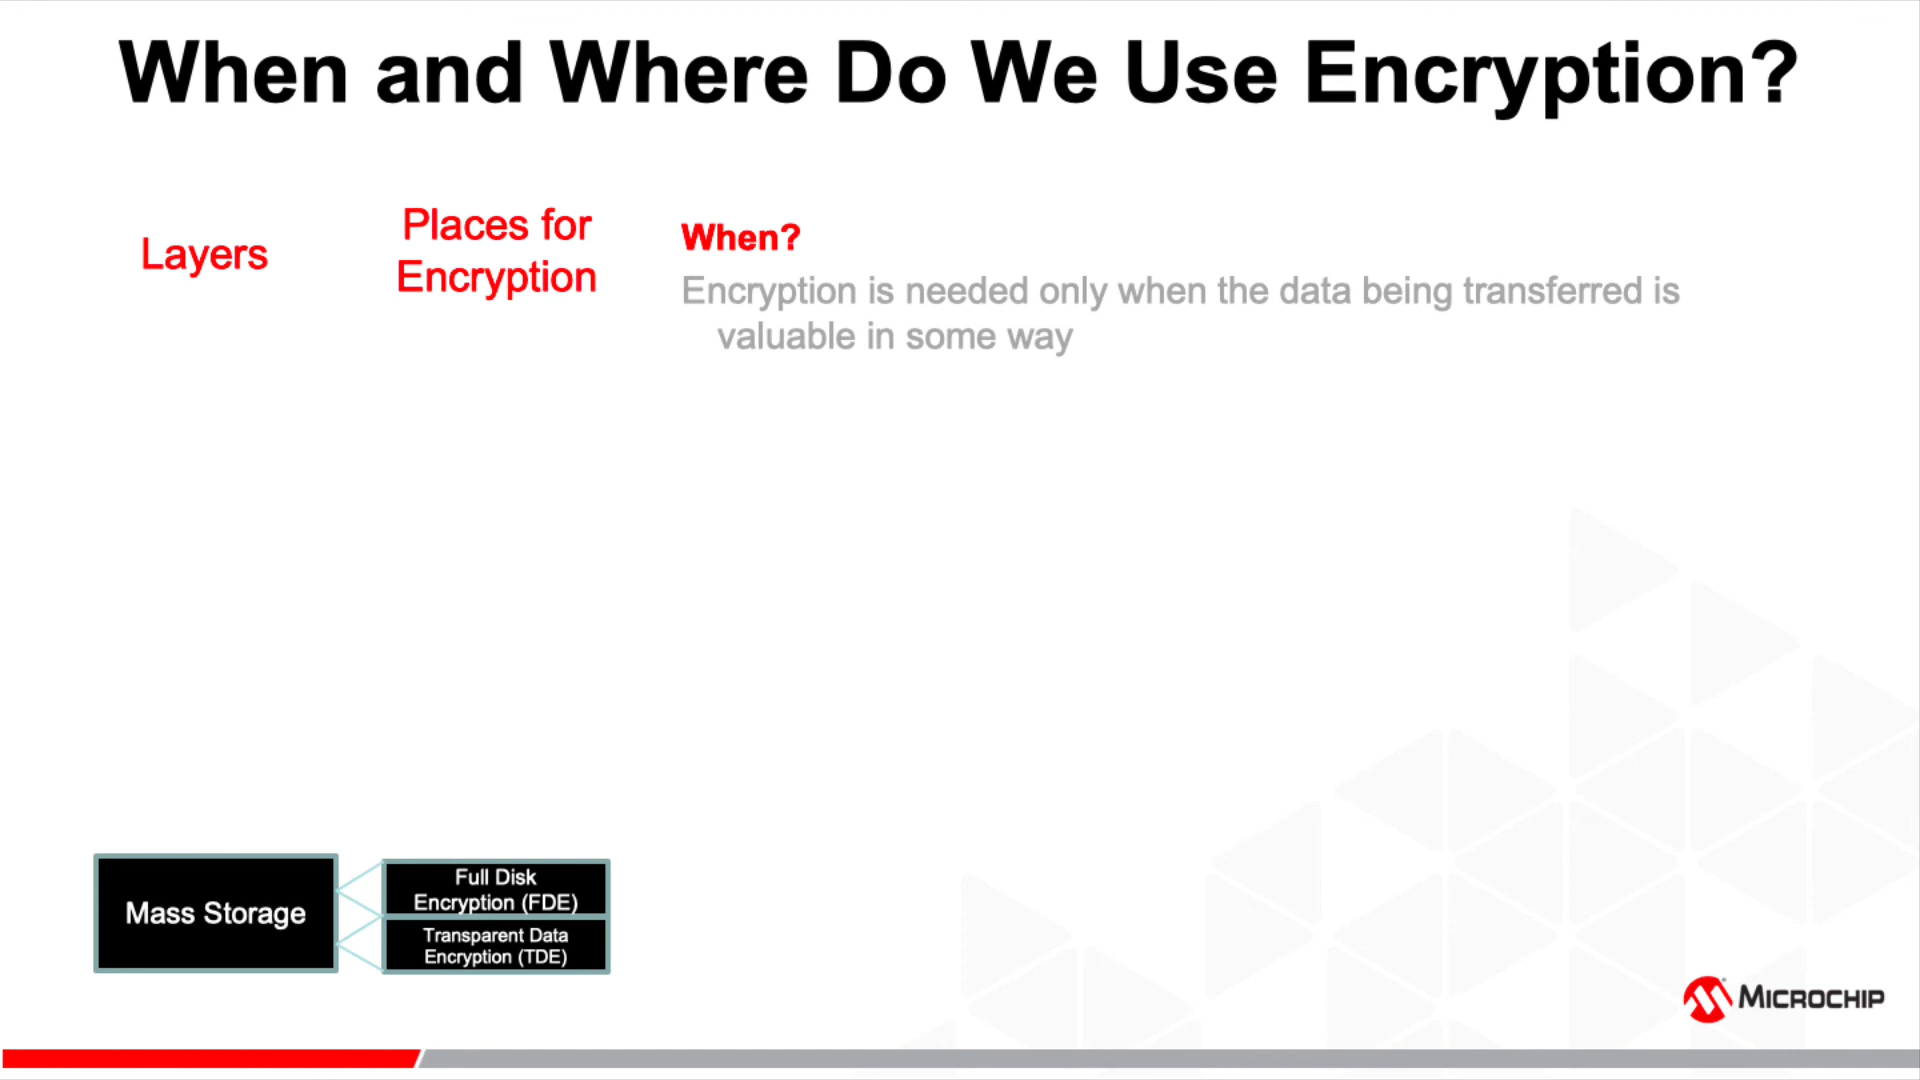 When and Where Do We Use Encryption?
Layers
Places for
Encryption
When?
Encryption is needed only when the data being transferred is
valuable in some way
Mass Storage
Full Disk
Encryption (FDE)
Transparent Data
Encryption (TDE)
MICROCHIP